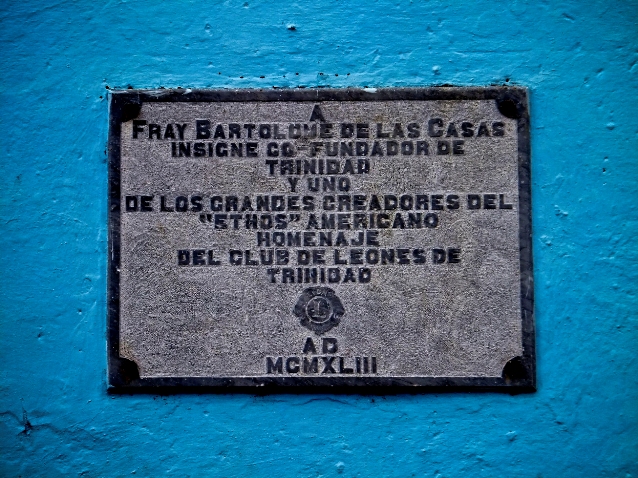 A
FRAY BARTOLOME DE LAS CASAS
INSIGNE CO-FUNDADOR DE
TRINIDAD
Y UNO
DE LOS GRANDES CREADORES DEL
"ETHOS" AMERICANO
HOMENAJE
DEL CLUB DE LEONES DE
TRINIDAD
L
AD
MCMXLIII